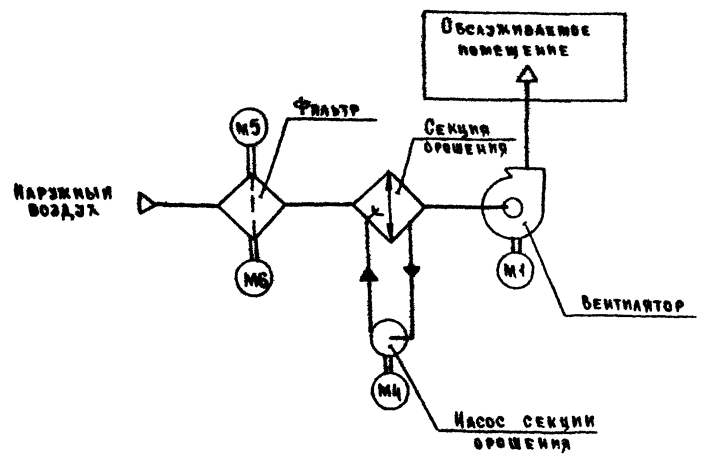 Обслуживаемое
помещение
Фильтр
М5
Секция
орошения
Наружный
воздух
М6
М1
Вентилятор
М4
Насос секции
орошения